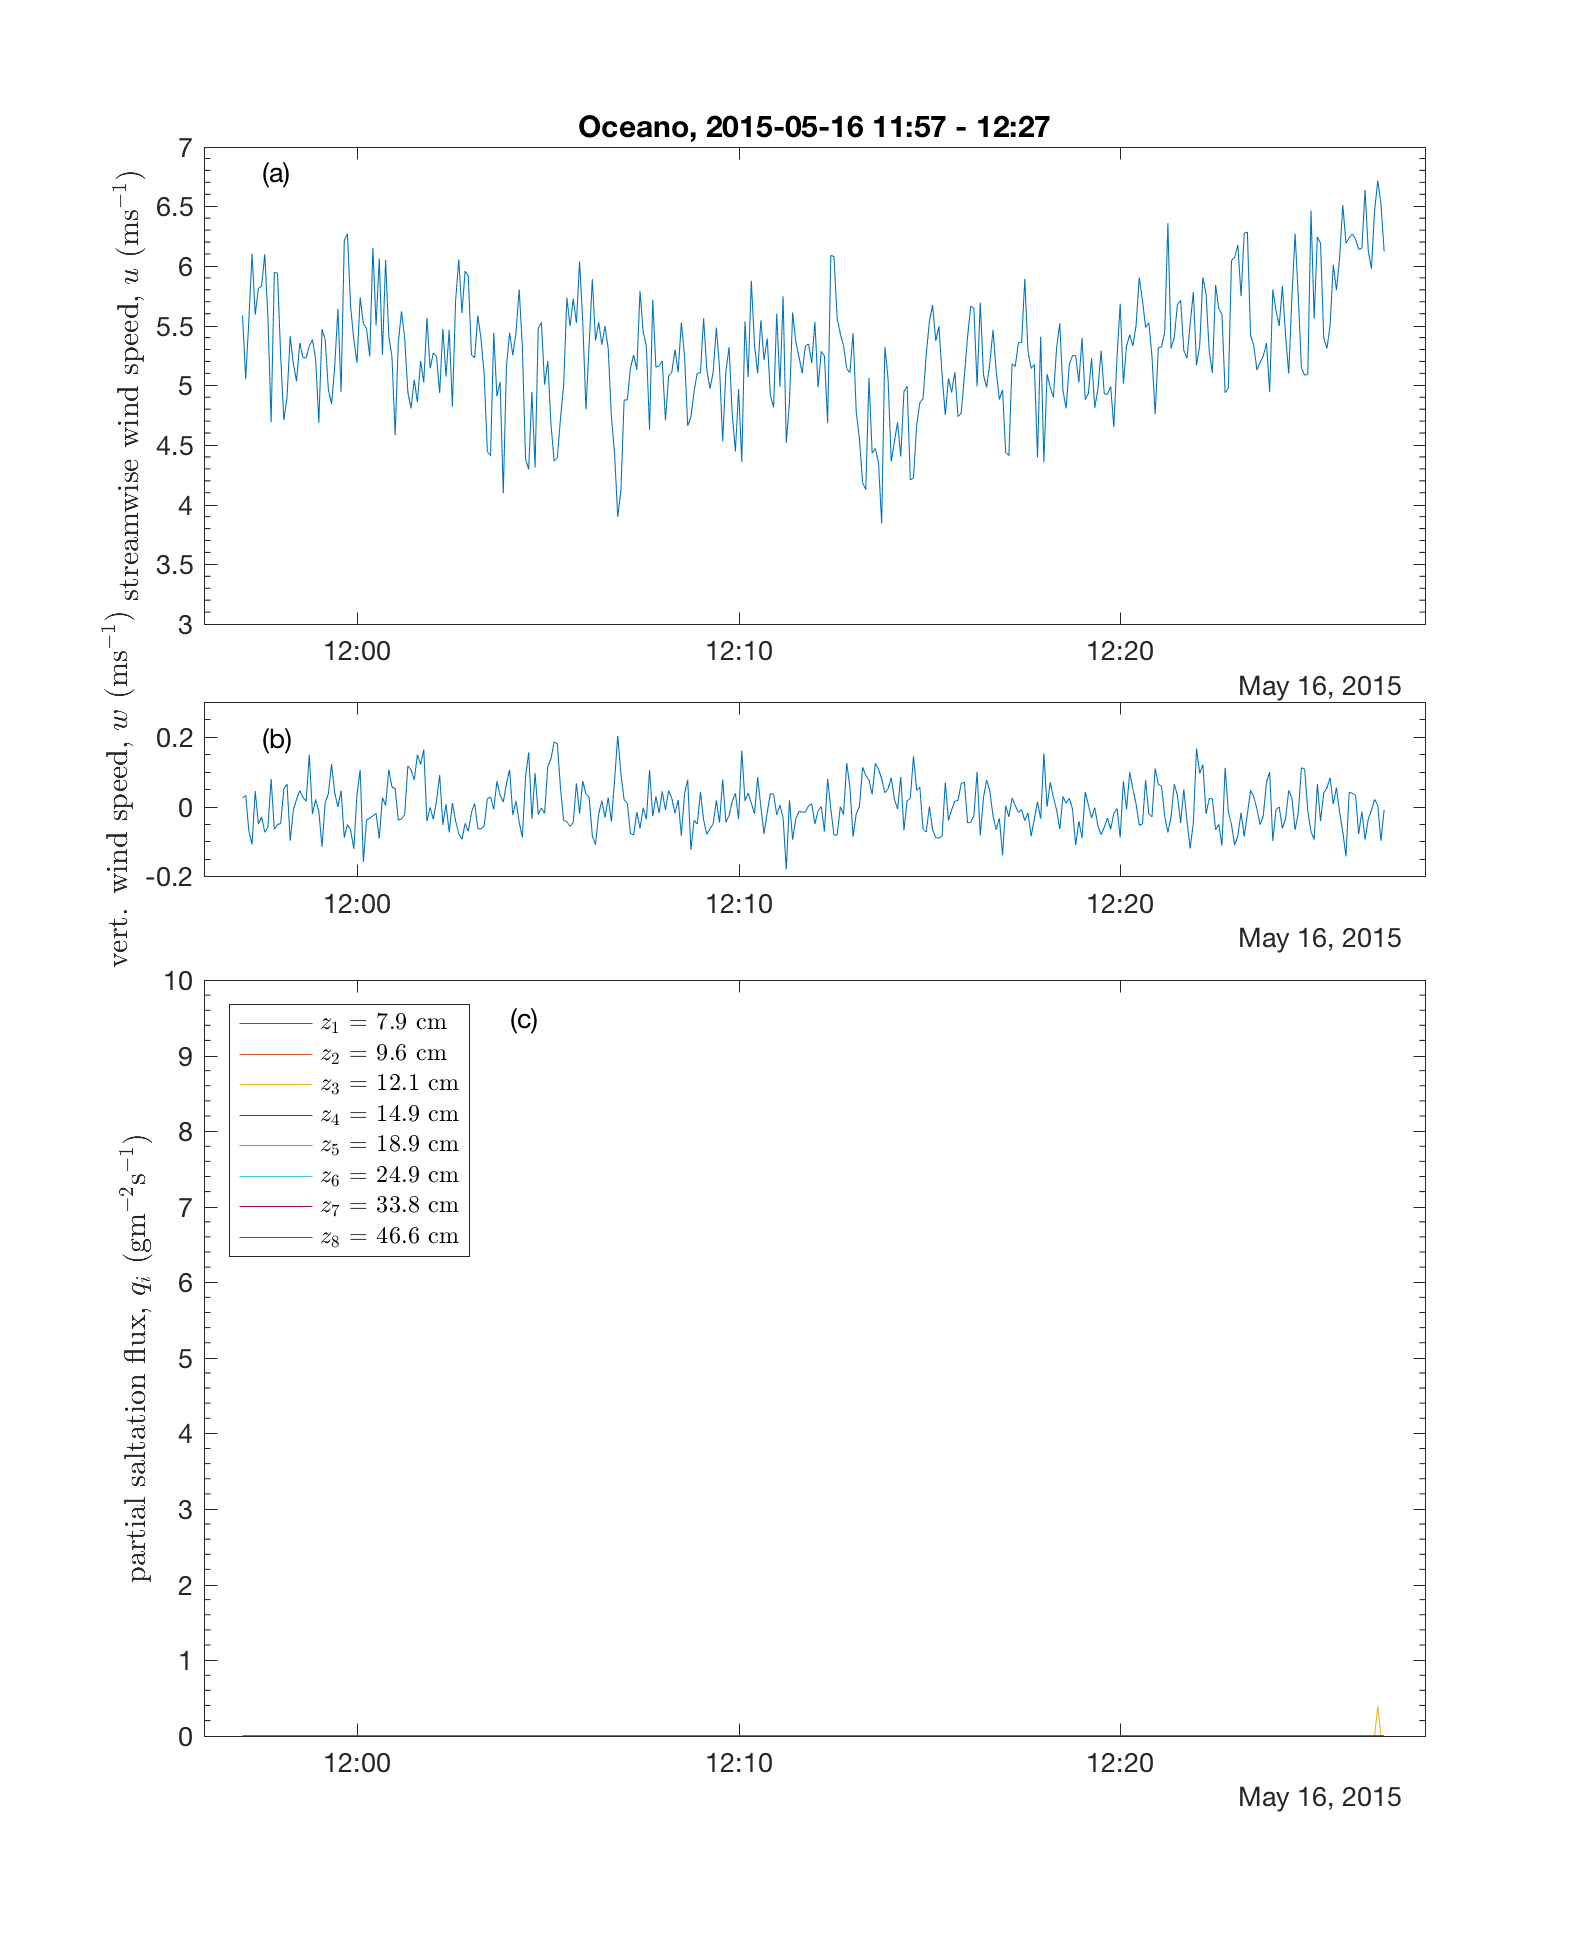 Oceano, 2015-05-16 11:57 - 12:27
(a)
streamwise wind speed, u (ms⁻¹)
7
6.5
6
5.5
5
4.5
4
3.5
3
12:00 12:10 12:20
May 16, 2015
(b)
vert. wind speed, w (ms⁻¹)
0.2
0
-0.2
12:00 12:10 12:20
May 16, 2015
(c)
partial saltation flux, qᵢ (gm⁻²s⁻¹)
10
9
8
7
6
5
4
3
2
1
0
z₁ = 7.9 cm
z₂ = 9.6 cm
z₃ = 12.1 cm
z₄ = 14.9 cm
z₅ = 18.9 cm
z₆ = 24.9 cm
z₇ = 33.8 cm
z₈ = 46.6 cm
12:00 12:10 12:20
May 16, 2015